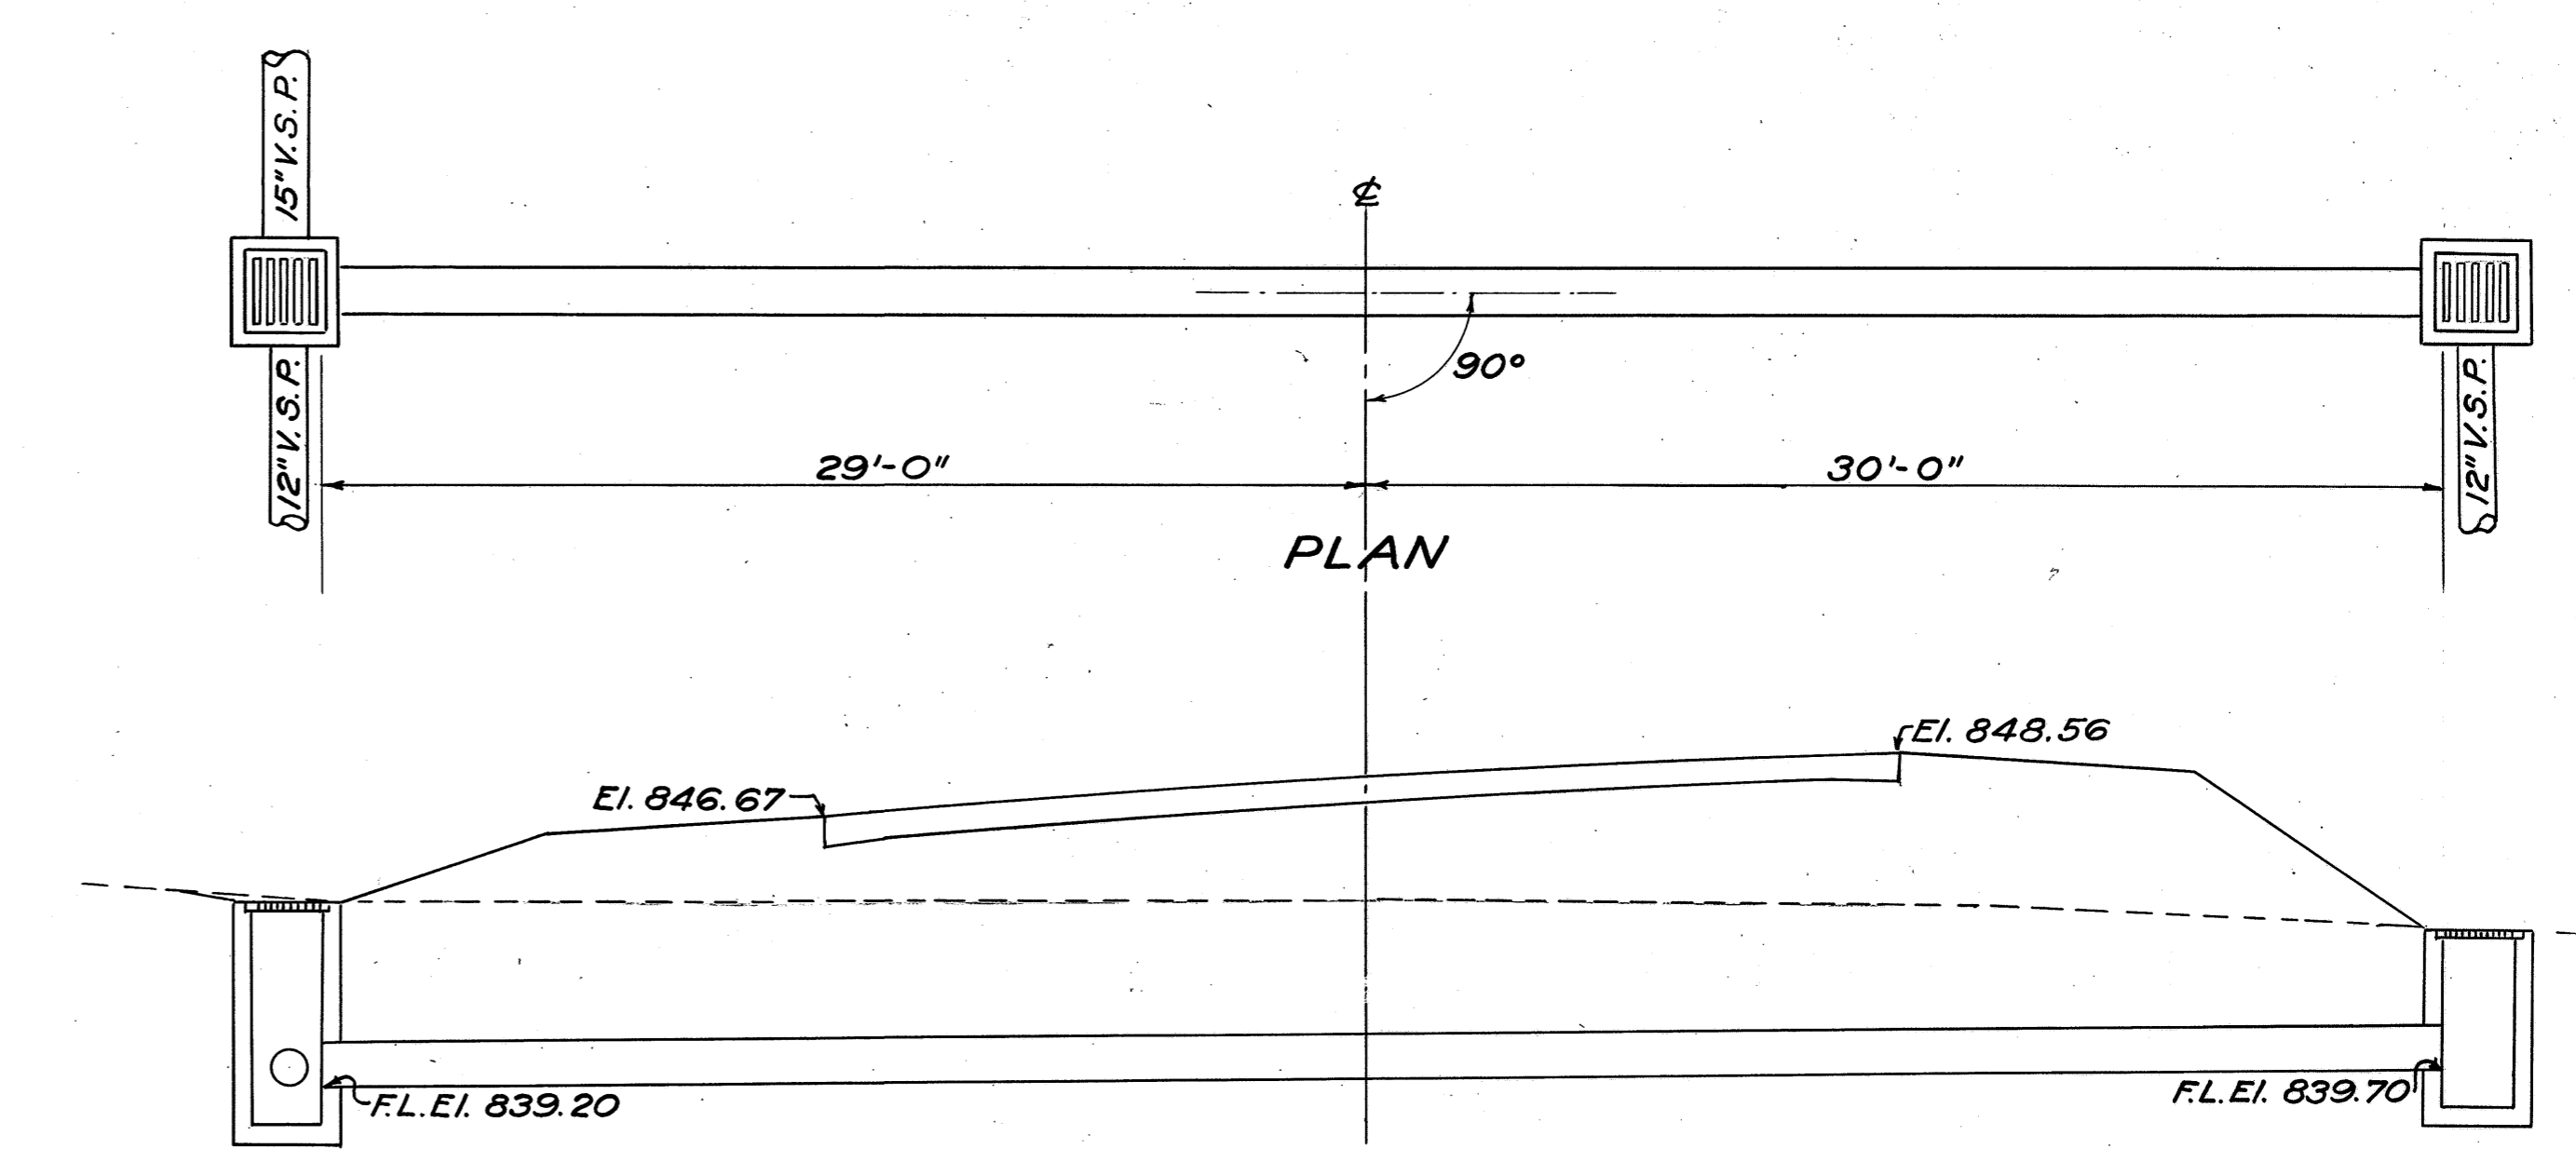 15" V.S.P.
℄
90°
12" V.S.P.
12" V.S.P.
29'-0"
30'-0"
PLAN
El. 848.56
El. 846.67
F.L.El. 839.20
F.L.El. 839.70